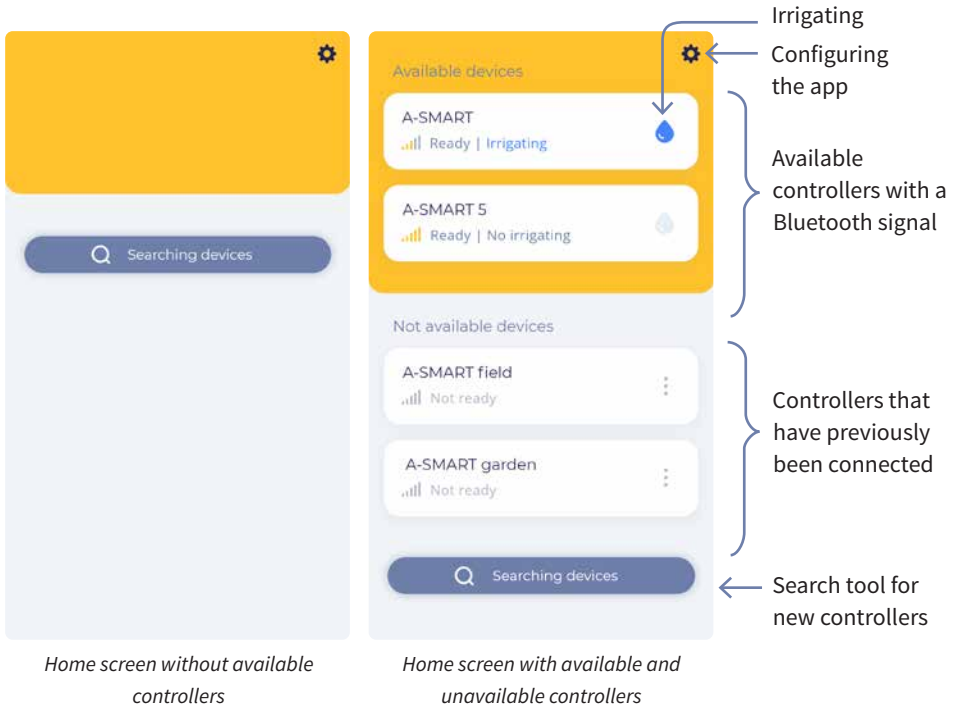 Searching devices
Home screen without available
controllers
Available devices
A-SMART
Ready | Irrigating
A-SMART 5
Ready | No irrigating
Not available devices
A-SMART field
Not ready
A-SMART garden
Not ready
Searching devices
Home screen with available and
unavailable controllers
Irrigating
Configuring
the app
Available
controllers with a
Bluetooth signal
Controllers that
have previously
been connected
Search tool for
new controllers